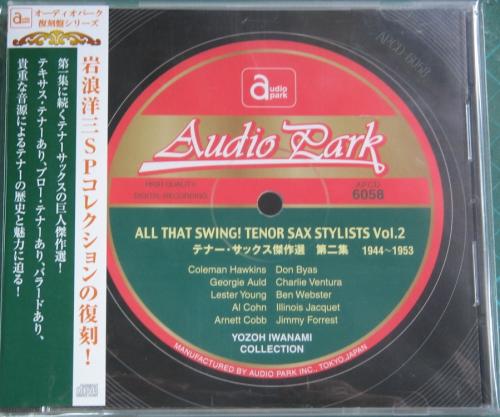 オーディオパーク
復刻盤シリーズ
岩浪洋三SPコレクションの復刻!
第一集に続くテナーサックスの巨人傑作選!
テキサス・テナーあり、ブロー・テナーあり、バラードあり、
貴重な音源によるテナーの歴史と魅力に迫る!
APCD-6058
audio
park
Audio Park
HIGH QUALITY
DIGITAL RECORDING
APCD
6058
ALL THAT SWING! TENOR SAX STYLISTS Vol.2
テナー・サックス傑作選 第二集 1944~1953
Coleman Hawkins Don Byas
Georgie Auld Charlie Ventura
Lester Young Ben Webster
Al Cohn Illinois Jacquet
Arnett Cobb Jimmy Forrest
YOZOH IWANAMI
COLLECTION
MANUFACTURED BY AUDIO PARK INC., TOKYO, JAPAN